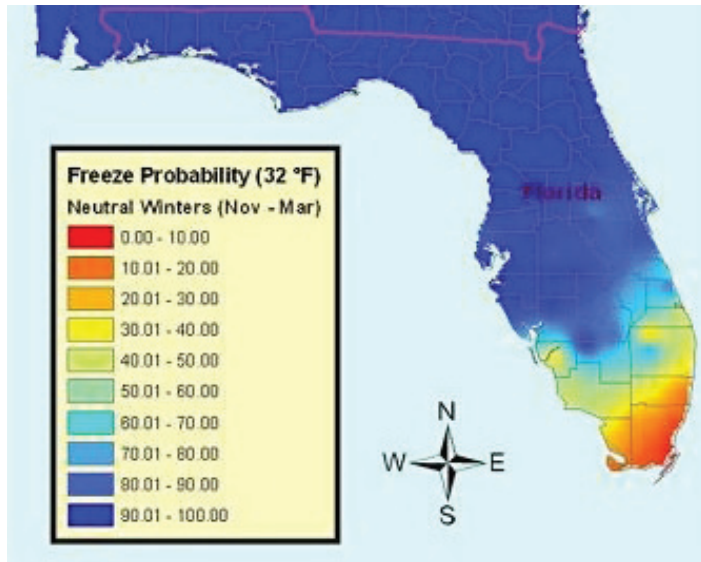 Florida
Freeze Probability (32 °F)
Neutral Winters (Nov - Mar)
0.00 - 10.00
10.01 - 20.00
20.01 - 30.00
30.01 - 40.00
40.01 - 50.00
50.01 - 60.00
60.01 - 70.00
70.01 - 80.00
80.01 - 90.00
90.01 - 100.00
N
W E
S